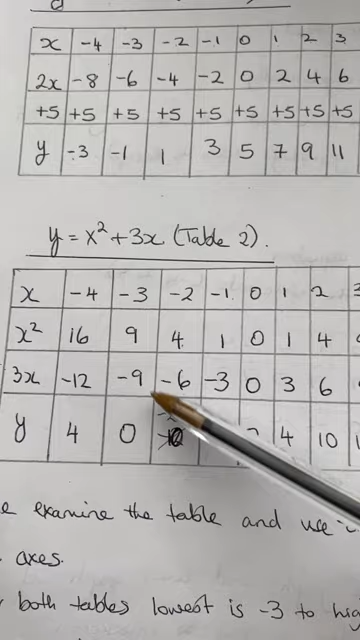 x -4 -3 -2 -1 0 1 2 3
2x -8 -6 -4 -2 0 2 4 6
+5 +5 +5 +5 +5 +5 +5 +5 +5
y -3 -1 1 3 5 7 9 11
y = x² + 3x (Table 2).
x -4 -3 -2 -1 0 1 2
x² 16 9 4 1 0 1 4
3x -12 -9 -6 -3 0 3 6
y 4 0 4 10
examine the table and use
axes.
both tables lowest is -3 to